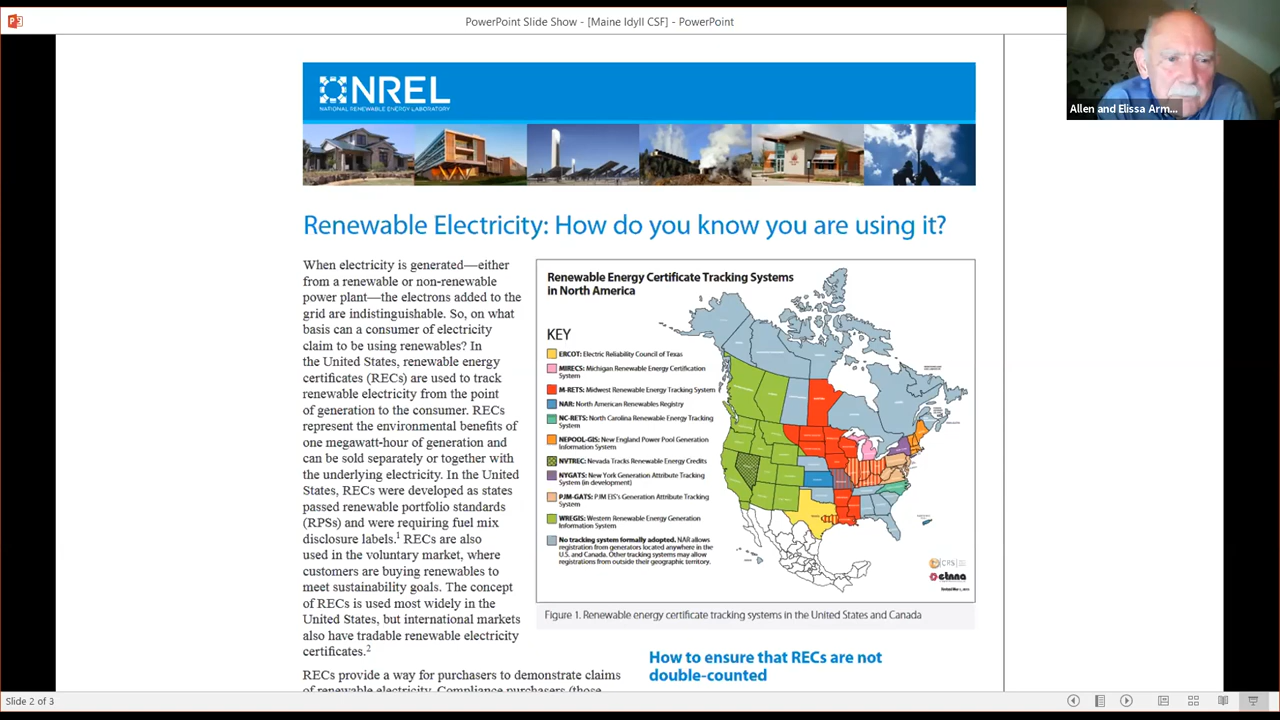 PowerPoint Slide Show - [Maine Idyll CSF] - PowerPoint
Allen and Elissa Arm...
NREL
NATIONAL RENEWABLE ENERGY LABORATORY
Renewable Electricity: How do you know you are using it?
When electricity is generated—either
from a renewable or non-renewable
power plant—the electrons added to the
grid are indistinguishable. So, on what
basis can a consumer of electricity
claim to be using renewables? In
the United States, renewable energy
certificates (RECs) are used to track
renewable electricity from the point
of generation to the consumer. RECs
represent the environmental benefits of
one megawatt-hour of generation and
can be sold separately or together with
the underlying electricity. In the United
States, RECs were developed as states
passed renewable portfolio standards
(RPSs) and were requiring fuel mix
disclosure labels.1 RECs are also
used in the voluntary market, where
customers are buying renewables to
meet sustainability goals. The concept
of RECs is used most widely in the
United States, but international markets
also have tradable renewable electricity
certificates.2
RECs provide a way for purchasers to demonstrate claims
of renewable electricity. Compliance purchasers (those
Renewable Energy Certificate Tracking Systems
in North America
KEY
ERCOT: Electric Reliability Council of Texas
MIRECS: Michigan Renewable Energy Certification
System
M-RETS: Midwest Renewable Energy Tracking System
NAR: North American Renewables Registry
NC-RETS: North Carolina Renewable Energy Tracking
System
NEPOOL-GIS: New England Power Pool Generation
Information System
NVTREC: Nevada Tracks Renewable Energy Credits
NYGATS: New York Generation Attribute Tracking
System (in development)
PJM-GATS: PJM EIS's Generation Attribute Tracking
System
WREGIS: Western Renewable Energy Generation
Information System
No tracking system formally adopted. NAR allows
registration from generators located anywhere in the
U.S. and Canada. Other tracking systems may allow
registrations from outside their geographic territory.
CRS
etnna
Figure 1. Renewable energy certificate tracking systems in the United States and Canada
How to ensure that RECs are not
double-counted
Slide 2 of 3